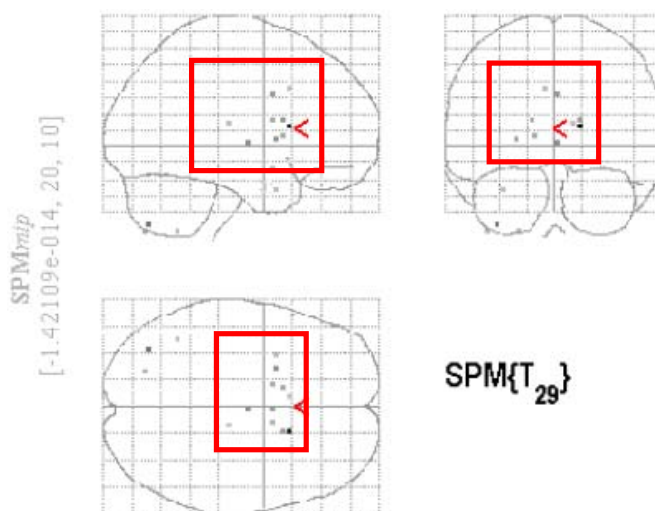 SPMmip
[-1.42109e-014, 20, 10]
<
<
<
SPM{T₂₉}